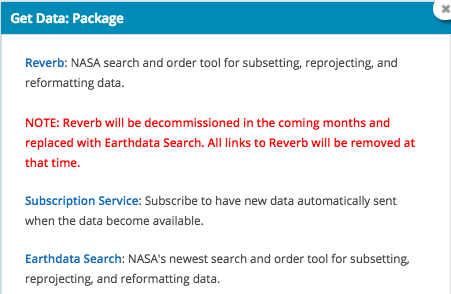 Get Data: Package
Reverb: NASA search and order tool for subsetting, reprojecting, and
reformatting data.
NOTE: Reverb will be decommissioned in the coming months and
replaced with Earthdata Search. All links to Reverb will be removed at
that time.
Subscription Service: Subscribe to have new data automatically sent
when the data become available.
Earthdata Search: NASA's newest search and order tool for subsetting,
reprojecting, and reformatting data.